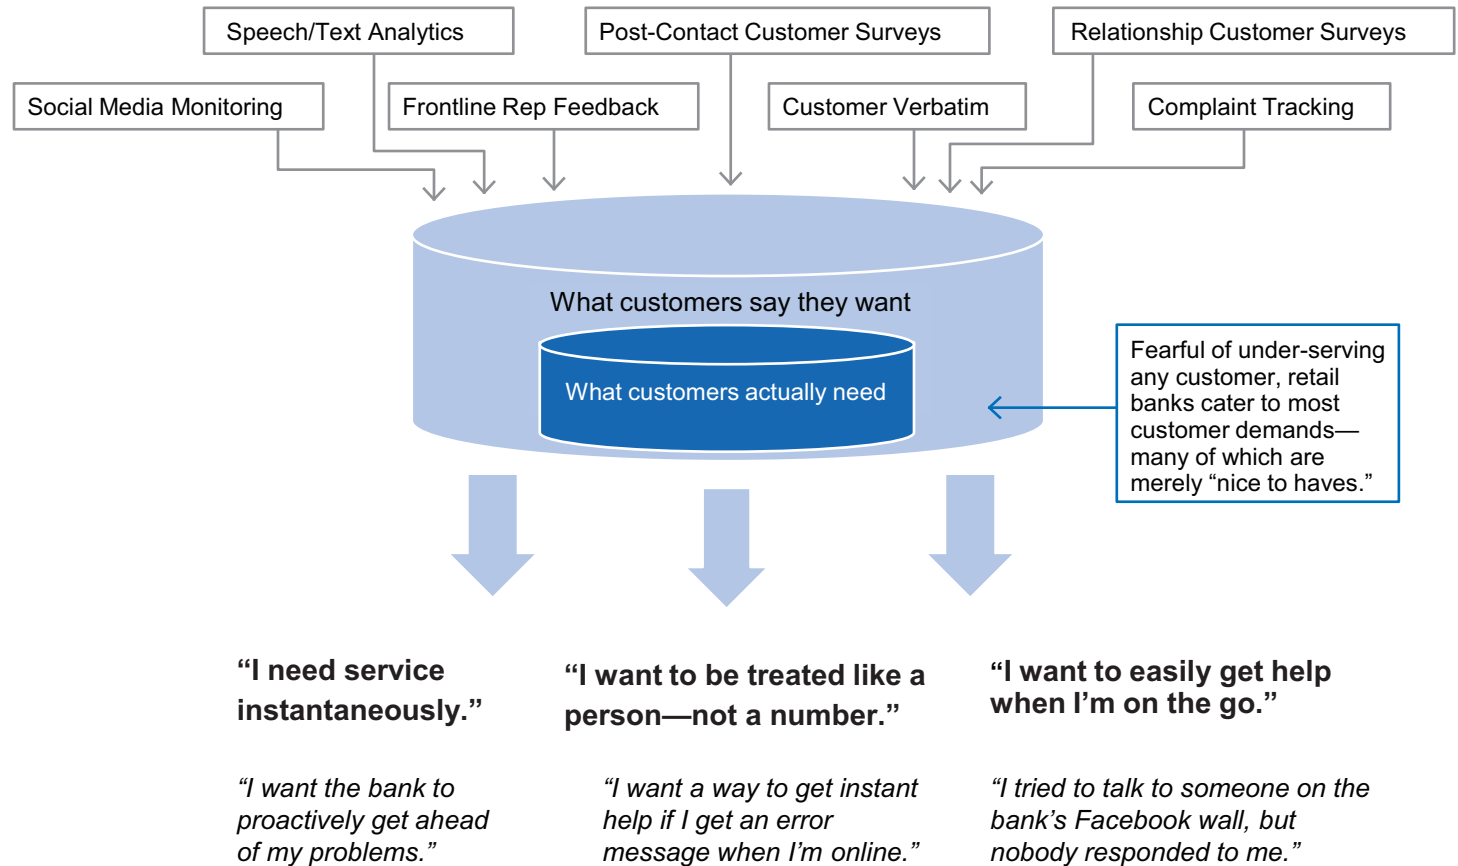 Speech/Text Analytics
Post-Contact Customer Surveys
Relationship Customer Surveys
Social Media Monitoring
Frontline Rep Feedback
Customer Verbatim
Complaint Tracking
What customers say they want
What customers actually need
Fearful of under-serving
any customer, retail
banks cater to most
customer demands—
many of which are
merely “nice to haves.”
“I need service
instantaneously.”
“I want to be treated like a
person—not a number.”
“I want to easily get help
when I’m on the go.”
“I want the bank to
proactively get ahead
of my problems.”
“I want a way to get instant
help if I get an error
message when I’m online.”
“I tried to talk to someone on the
bank’s Facebook wall, but
nobody responded to me.”